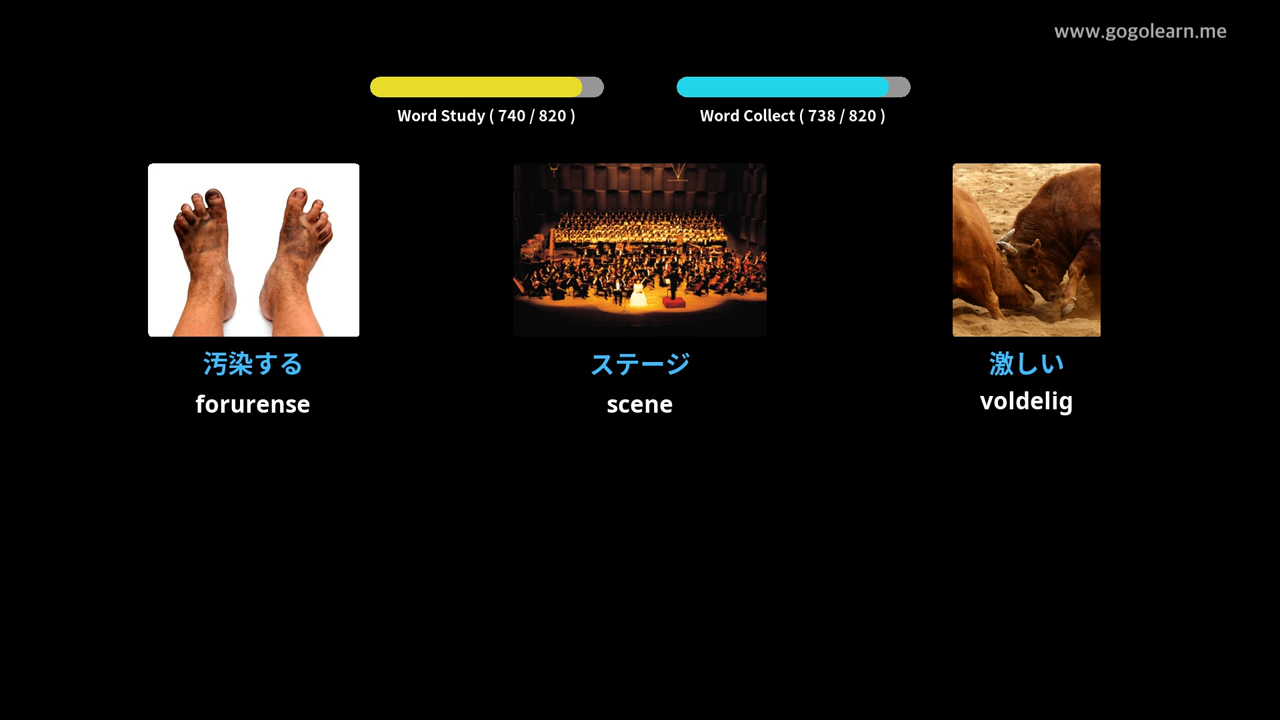 www.gogolearn.me
Word Study ( 740 / 820 )
Word Collect ( 738 / 820 )
汚染する
ステージ
激しい
forurense
scene
voldelig